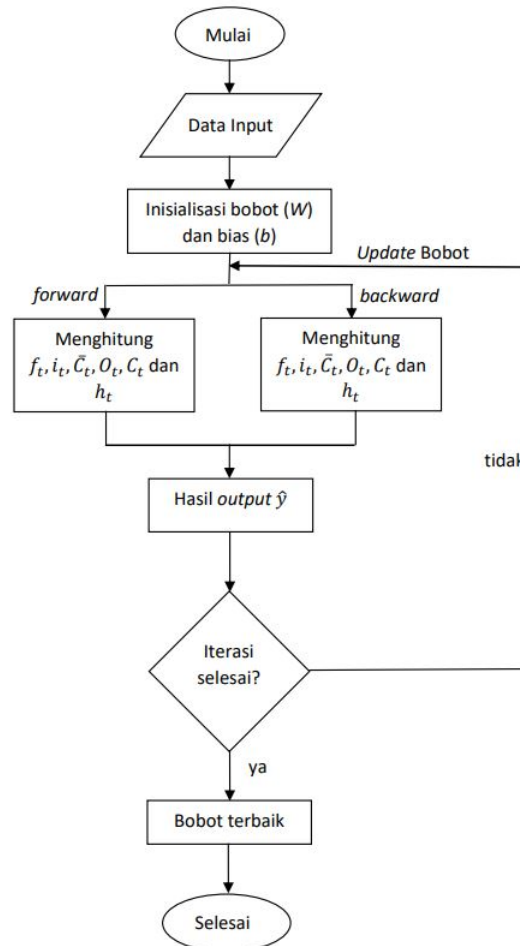 Mulai
Data Input
Inisialisasi bobot (W)
dan bias (b)
Update Bobot
forward
backward
Menghitung
f_t, i_t, C̄_t, O_t, C_t dan
h_t
Menghitung
f_t, i_t, C̄_t, O_t, C_t dan
h_t
tidak
Hasil output ŷ
Iterasi
selesai?
ya
Bobot terbaik
Selesai